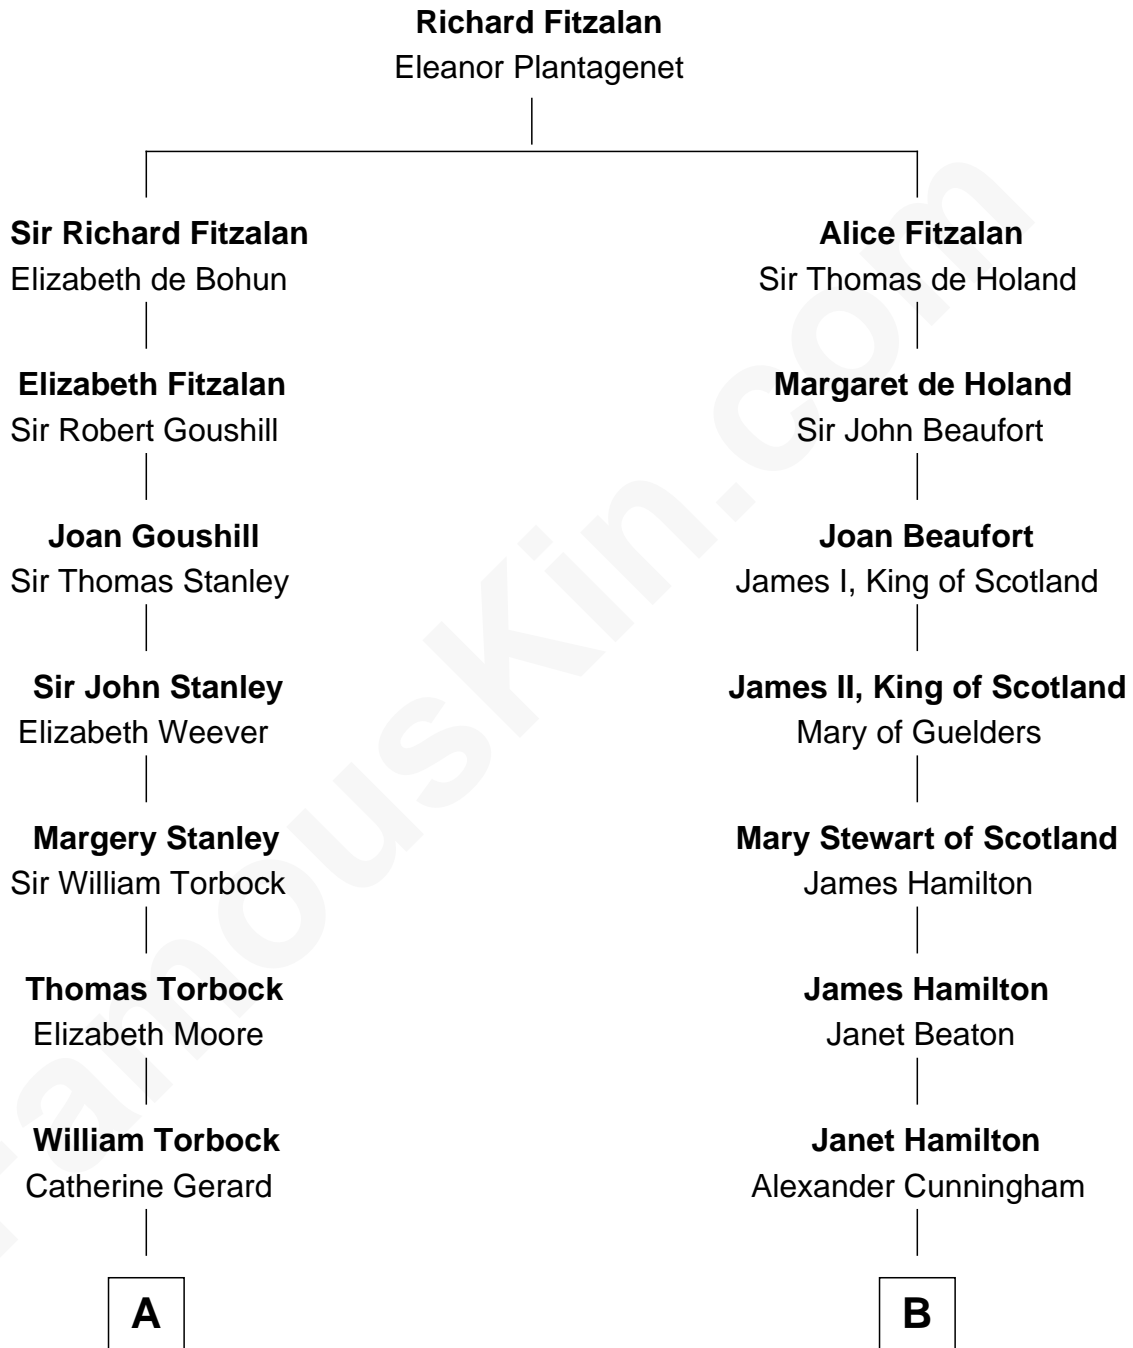 Richard Fitzalan
Eleanor Plantagenet
Sir Richard Fitzalan
Elizabeth de Bohun
Elizabeth Fitzalan
Sir Robert Goushill
Joan Goushill
Sir Thomas Stanley
Sir John Stanley
Elizabeth Weever
Margery Stanley
Sir William Torbock
Thomas Torbock
Elizabeth Moore
William Torbock
Catherine Gerard
A
Alice Fitzalan
Sir Thomas de Holand
Margaret de Holand
Sir John Beaufort
Joan Beaufort
James I, King of Scotland
James II, King of Scotland
Mary of Guelders
Mary Stewart of Scotland
James Hamilton
James Hamilton
Janet Beaton
Janet Hamilton
Alexander Cunningham
B
FamousKin.com